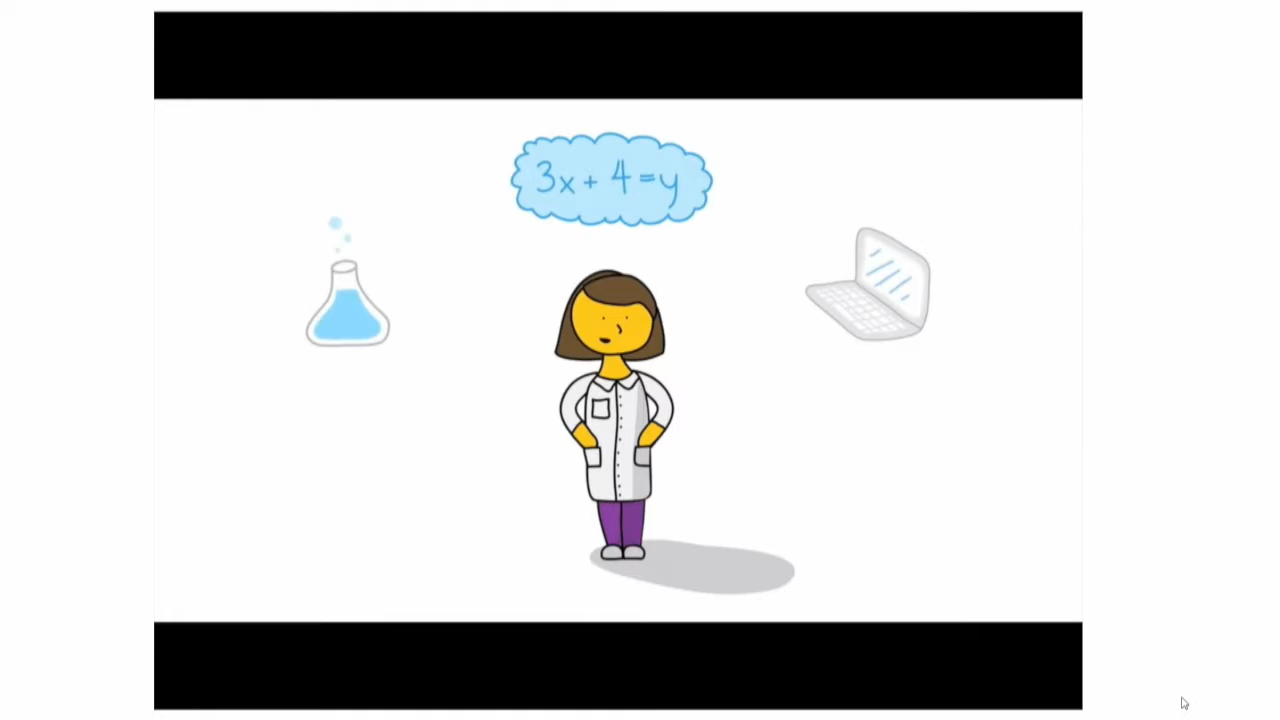 3x + 4 = y